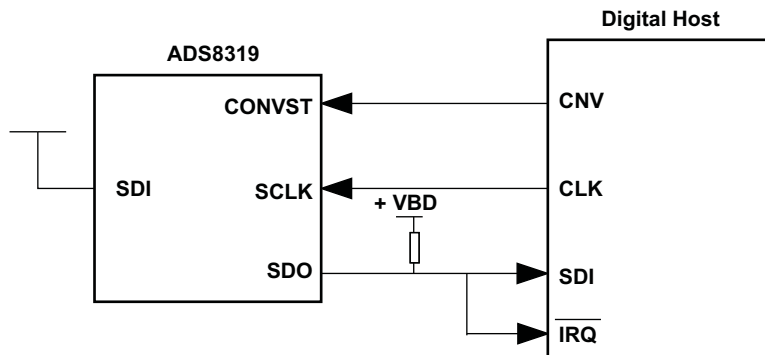 Digital Host
ADS8319
CONVST
CNV
SDI
SCLK
CLK
+ VBD
SDO
SDI
IRQ